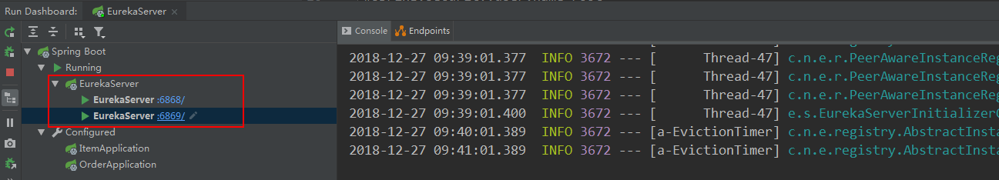 Run Dashboard: EurekaServer ×
Console Endpoints
Spring Boot
Running
EurekaServer
EurekaServer :6868/
EurekaServer :6869/
Configured
ItemApplication
OrderApplication
2018-12-27 09:39:01.377 INFO 3672 --- [ Thread-47] c.n.e.r.PeerAwareInstanceReg
2018-12-27 09:39:01.377 INFO 3672 --- [ Thread-47] c.n.e.r.PeerAwareInstanceReg
2018-12-27 09:39:01.377 INFO 3672 --- [ Thread-47] c.n.e.r.PeerAwareInstanceReg
2018-12-27 09:39:01.400 INFO 3672 --- [ Thread-47] e.s.EurekaServerInitializerC
2018-12-27 09:40:01.389 INFO 3672 --- [a-EvictionTimer] c.n.e.registry.AbstractInsta
2018-12-27 09:41:01.389 INFO 3672 --- [a-EvictionTimer] c.n.e.registry.AbstractInsta